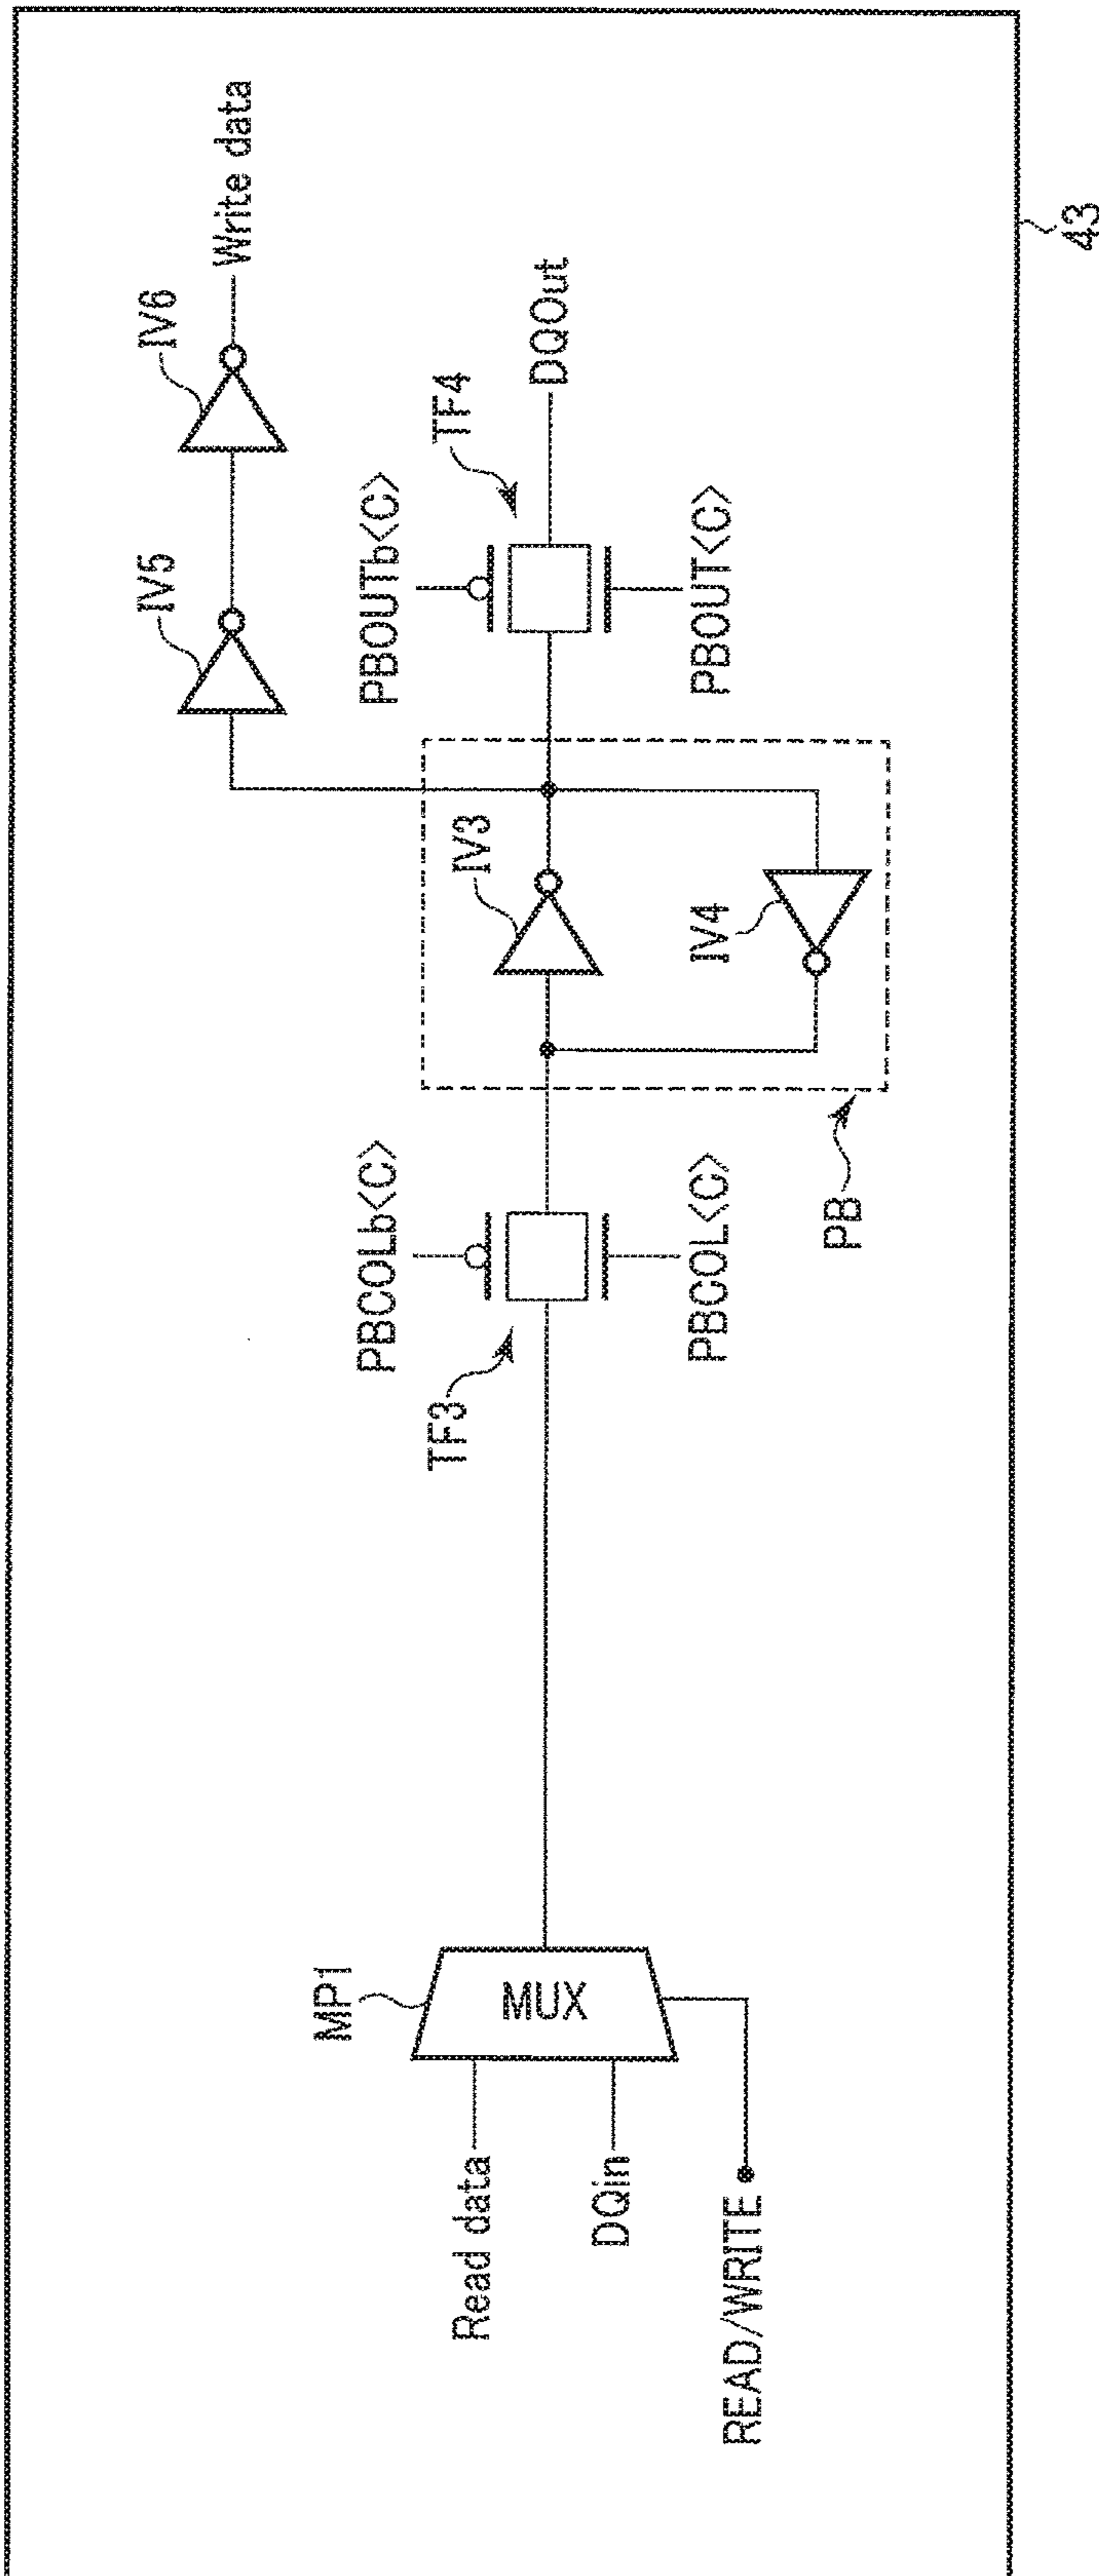 Write data
IV6
IV5
DQOut
TF4
PBOUTb<C>
PBOUT<C>
IV3
IV4
PB
PBCOLb<C>
PBCOL<C>
TF3
MP1
MUX
Read data
DQin
READ/WRITE
43